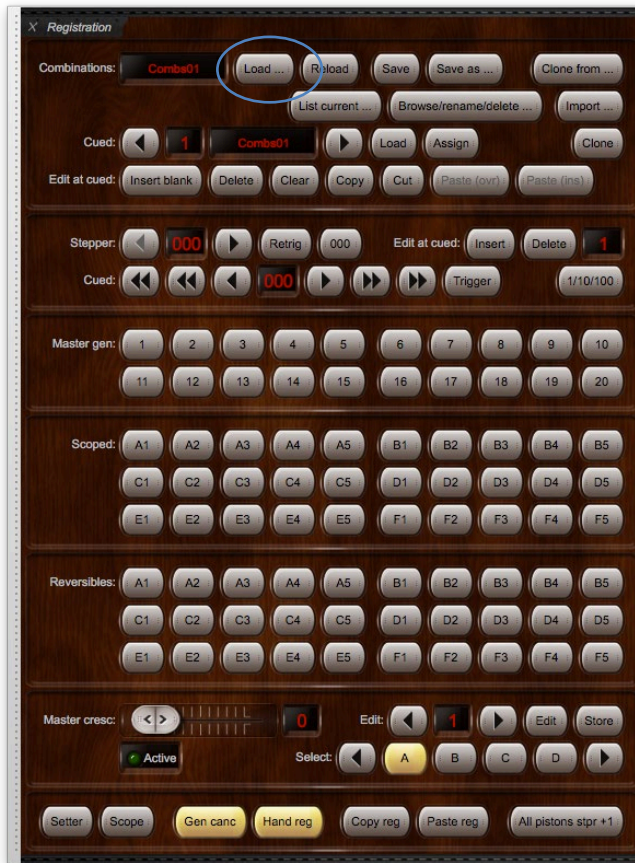 X Registration
Combinations: Combs01 Load ... Reload Save Save as ... Clone from ...
List current ... Browse/rename/delete ... Import ...
Cued: 1 Combs01 Load Assign Clone
Edit at cued: Insert blank Delete Clear Copy Cut Paste (ovr) Paste (ins)
Stepper: 000 Retrig 000 Edit at cued: Insert Delete 1
Cued: 000 Trigger 1/10/100
Master gen: 1 2 3 4 5 6 7 8 9 10
11 12 13 14 15 16 17 18 19 20
Scoped: A1 A2 A3 A4 A5 B1 B2 B3 B4 B5
C1 C2 C3 C4 C5 D1 D2 D3 D4 D5
E1 E2 E3 E4 E5 F1 F2 F3 F4 F5
Reversibles: A1 A2 A3 A4 A5 B1 B2 B3 B4 B5
C1 C2 C3 C4 C5 D1 D2 D3 D4 D5
E1 E2 E3 E4 E5 F1 F2 F3 F4 F5
Master cresc: 0 Edit: 1 Edit Store
Active Select: A B C D
Setter Scope Gen canc Hand reg Copy reg Paste reg All pistons stpr +1